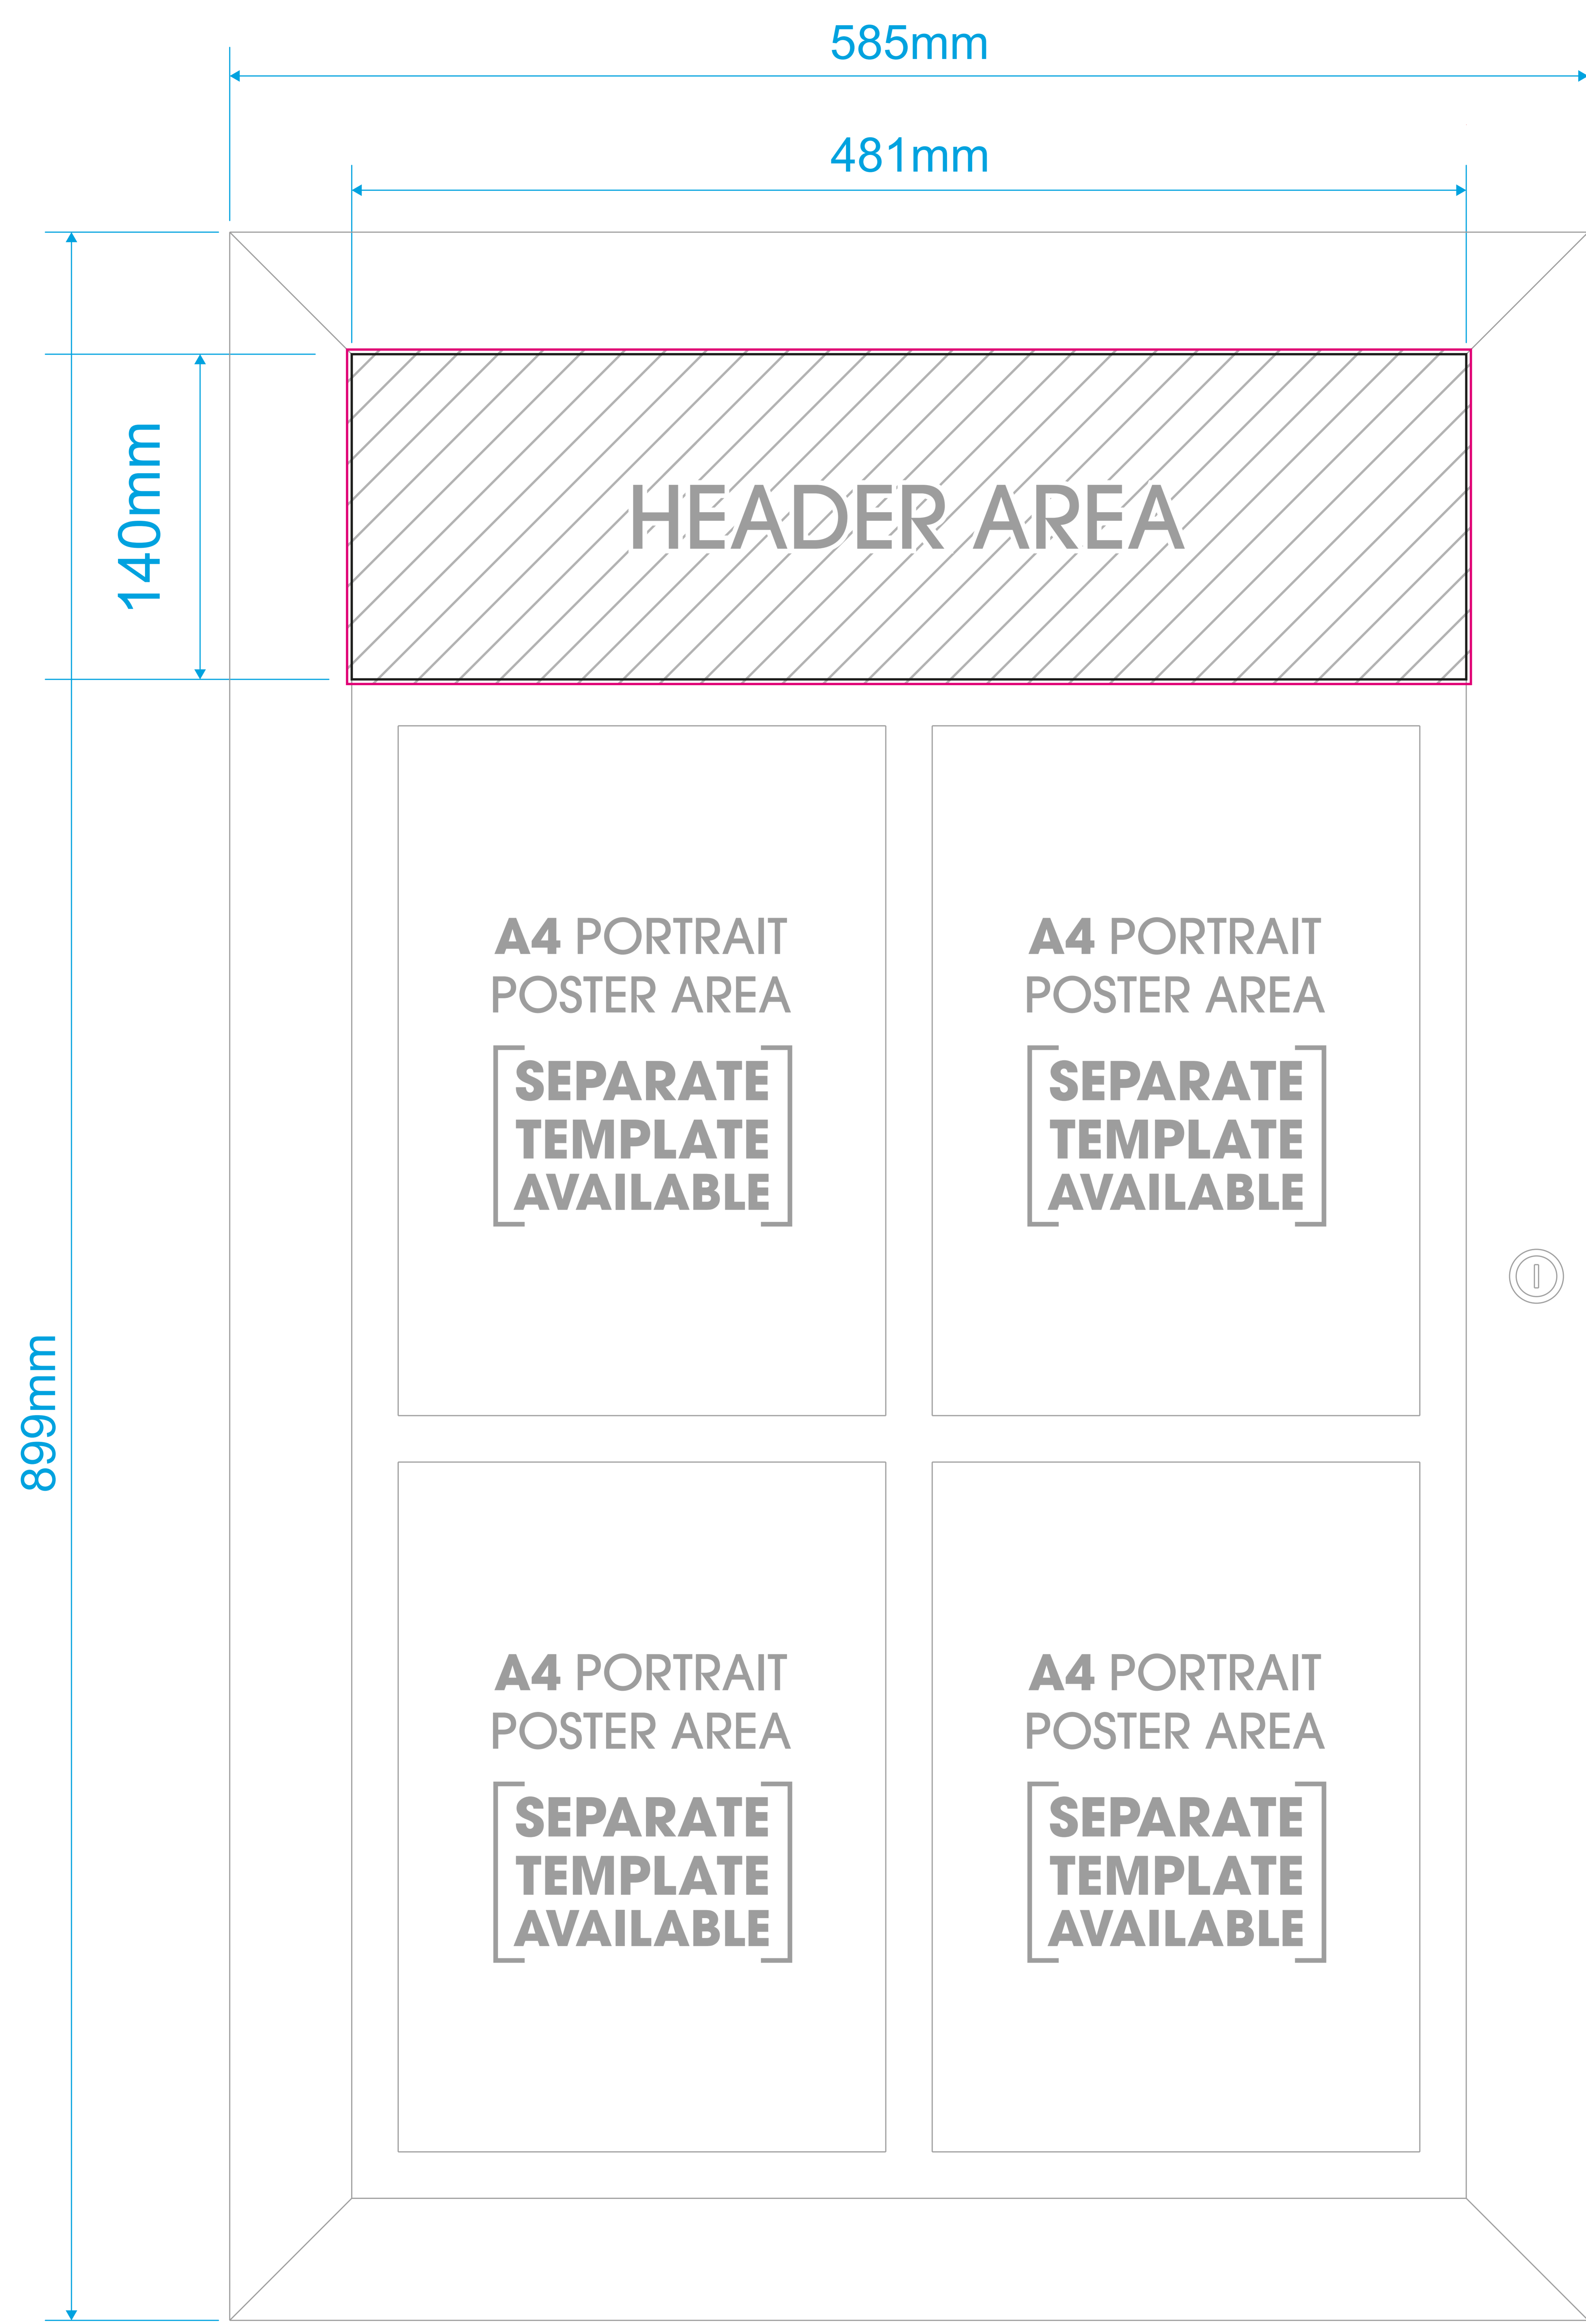 585mm
481mm
140mm
HEADER AREA
A4 PORTRAIT
POSTER AREA
SEPARATE
TEMPLATE
AVAILABLE
A4 PORTRAIT
POSTER AREA
SEPARATE
TEMPLATE
AVAILABLE
899mm
A4 PORTRAIT
POSTER AREA
SEPARATE
TEMPLATE
AVAILABLE
A4 PORTRAIT
POSTER AREA
SEPARATE
TEMPLATE
AVAILABLE